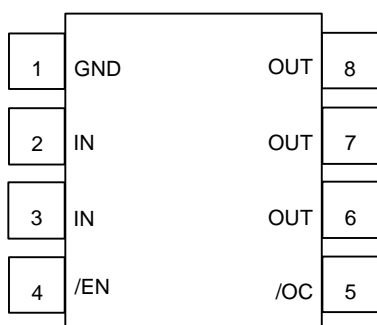 1 GND OUT 8
2 IN OUT 7
3 IN OUT 6
4 /EN /OC 5